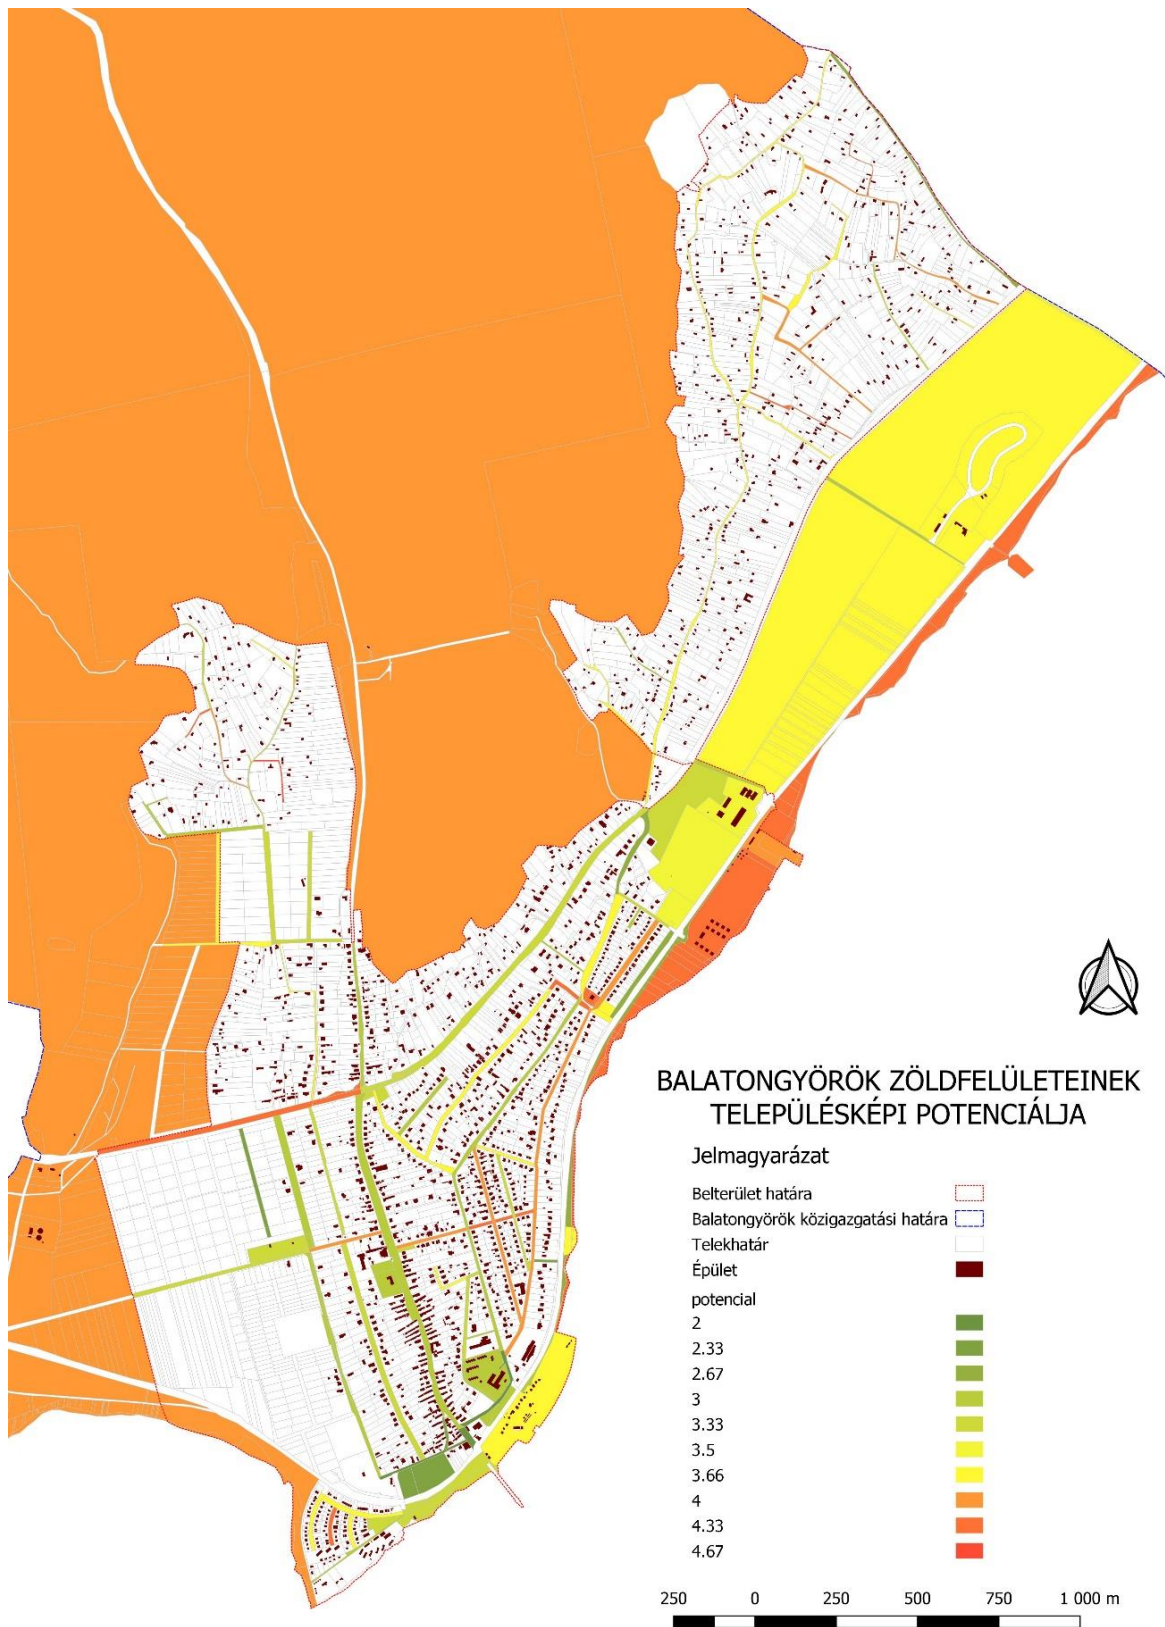 BALATONGYÖRÖK ZÖLDFELÜLETEINEK
TELEPÜLÉSKÉPI POTENCIÁLJA
Jelmagyarázat
Belterület határa
Balatongyörök közigazgatási határa
Telekhatár
Épület
potencial
2
2.33
2.67
3
3.33
3.5
3.66
4
4.33
4.67
250 0 250 500 750 1 000 m